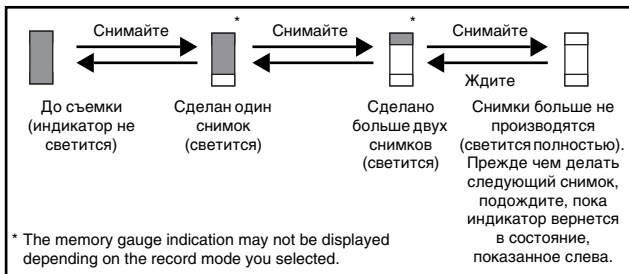 *
*
Снимайте
Снимайте
Снимайте
Ждите
До съемки
(индикатор не
светится)
Сделан один
снимок
(светится)
Сделано
больше двух
снимков
(светится)
Снимки больше не
производятся
(светится полностью).
Прежде чем делать
следующий снимок,
подождите, пока
индикатор вернется
в состояние,
показанное слева.
* The memory gauge indication may not be displayed
depending on the record mode you selected.